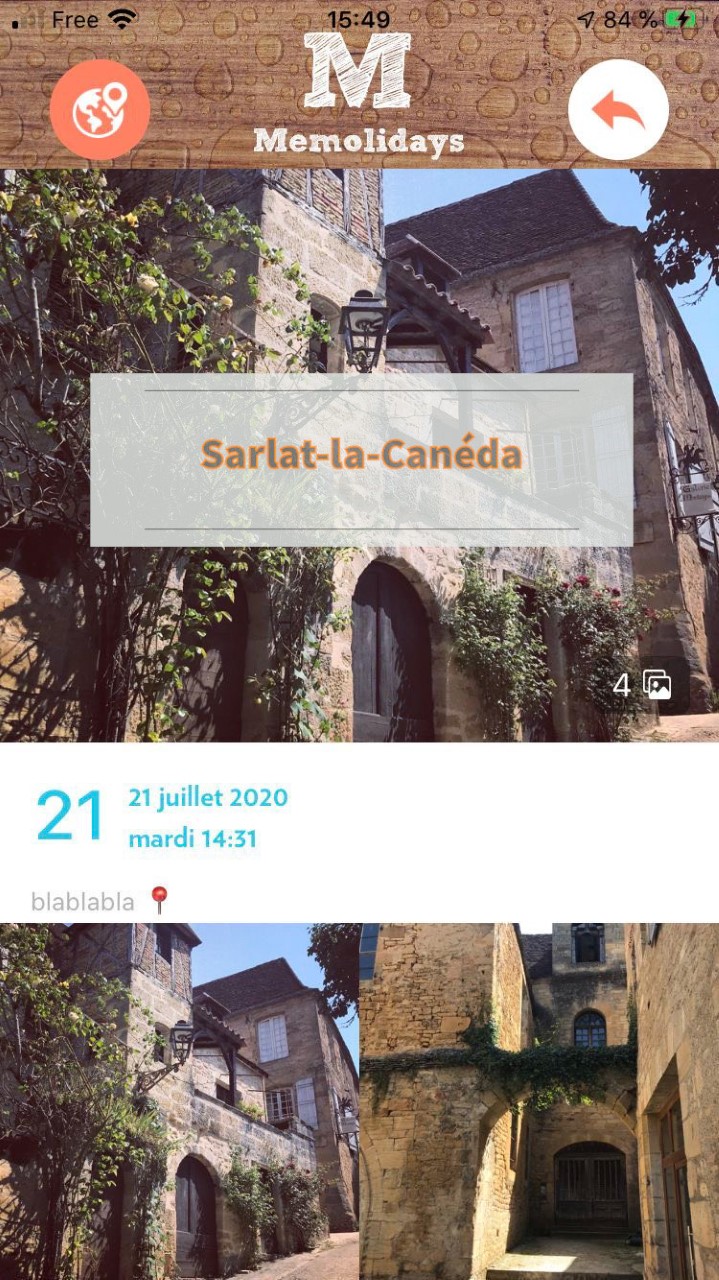 Free 15:49 84 %
M
Memolidays
Sarlat-la-Canéda
4
21
21 juillet 2020
mardi 14:31
blablabla